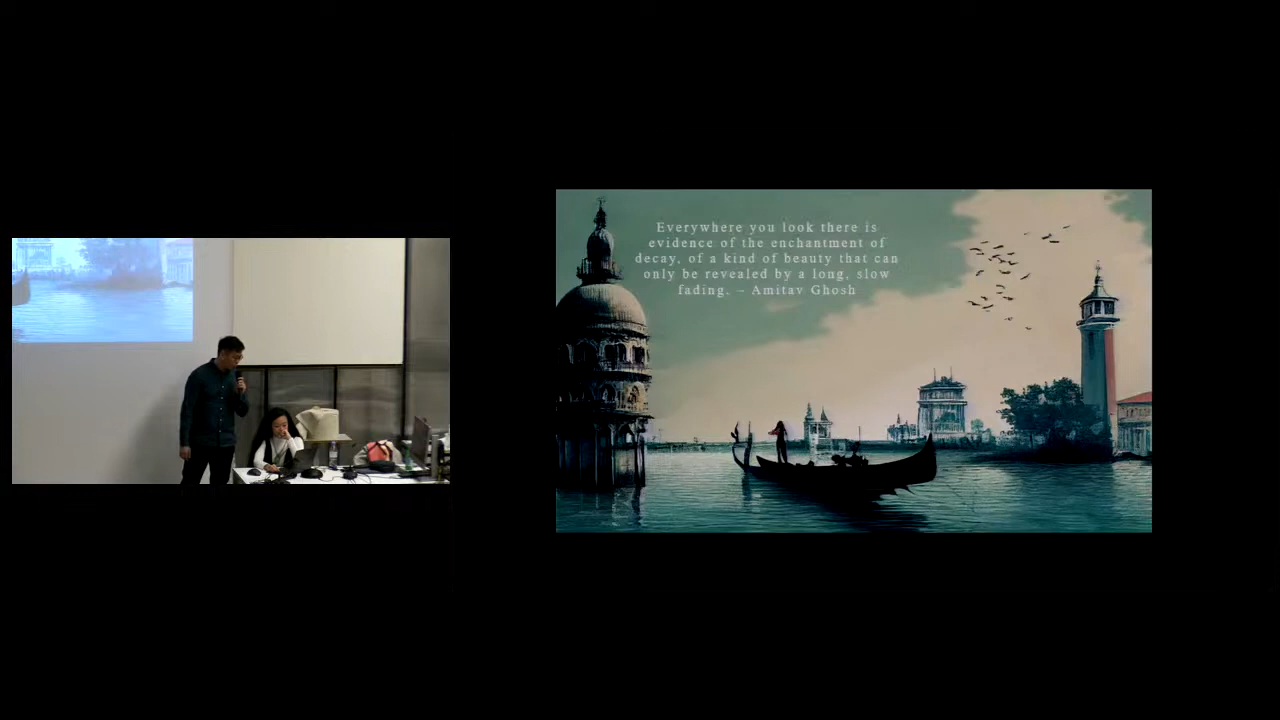 Everywhere you look there is
evidence of the enchantment of
decay, of a kind of beauty that can
only be revealed by a long, slow
fading. – Amitav Ghosh